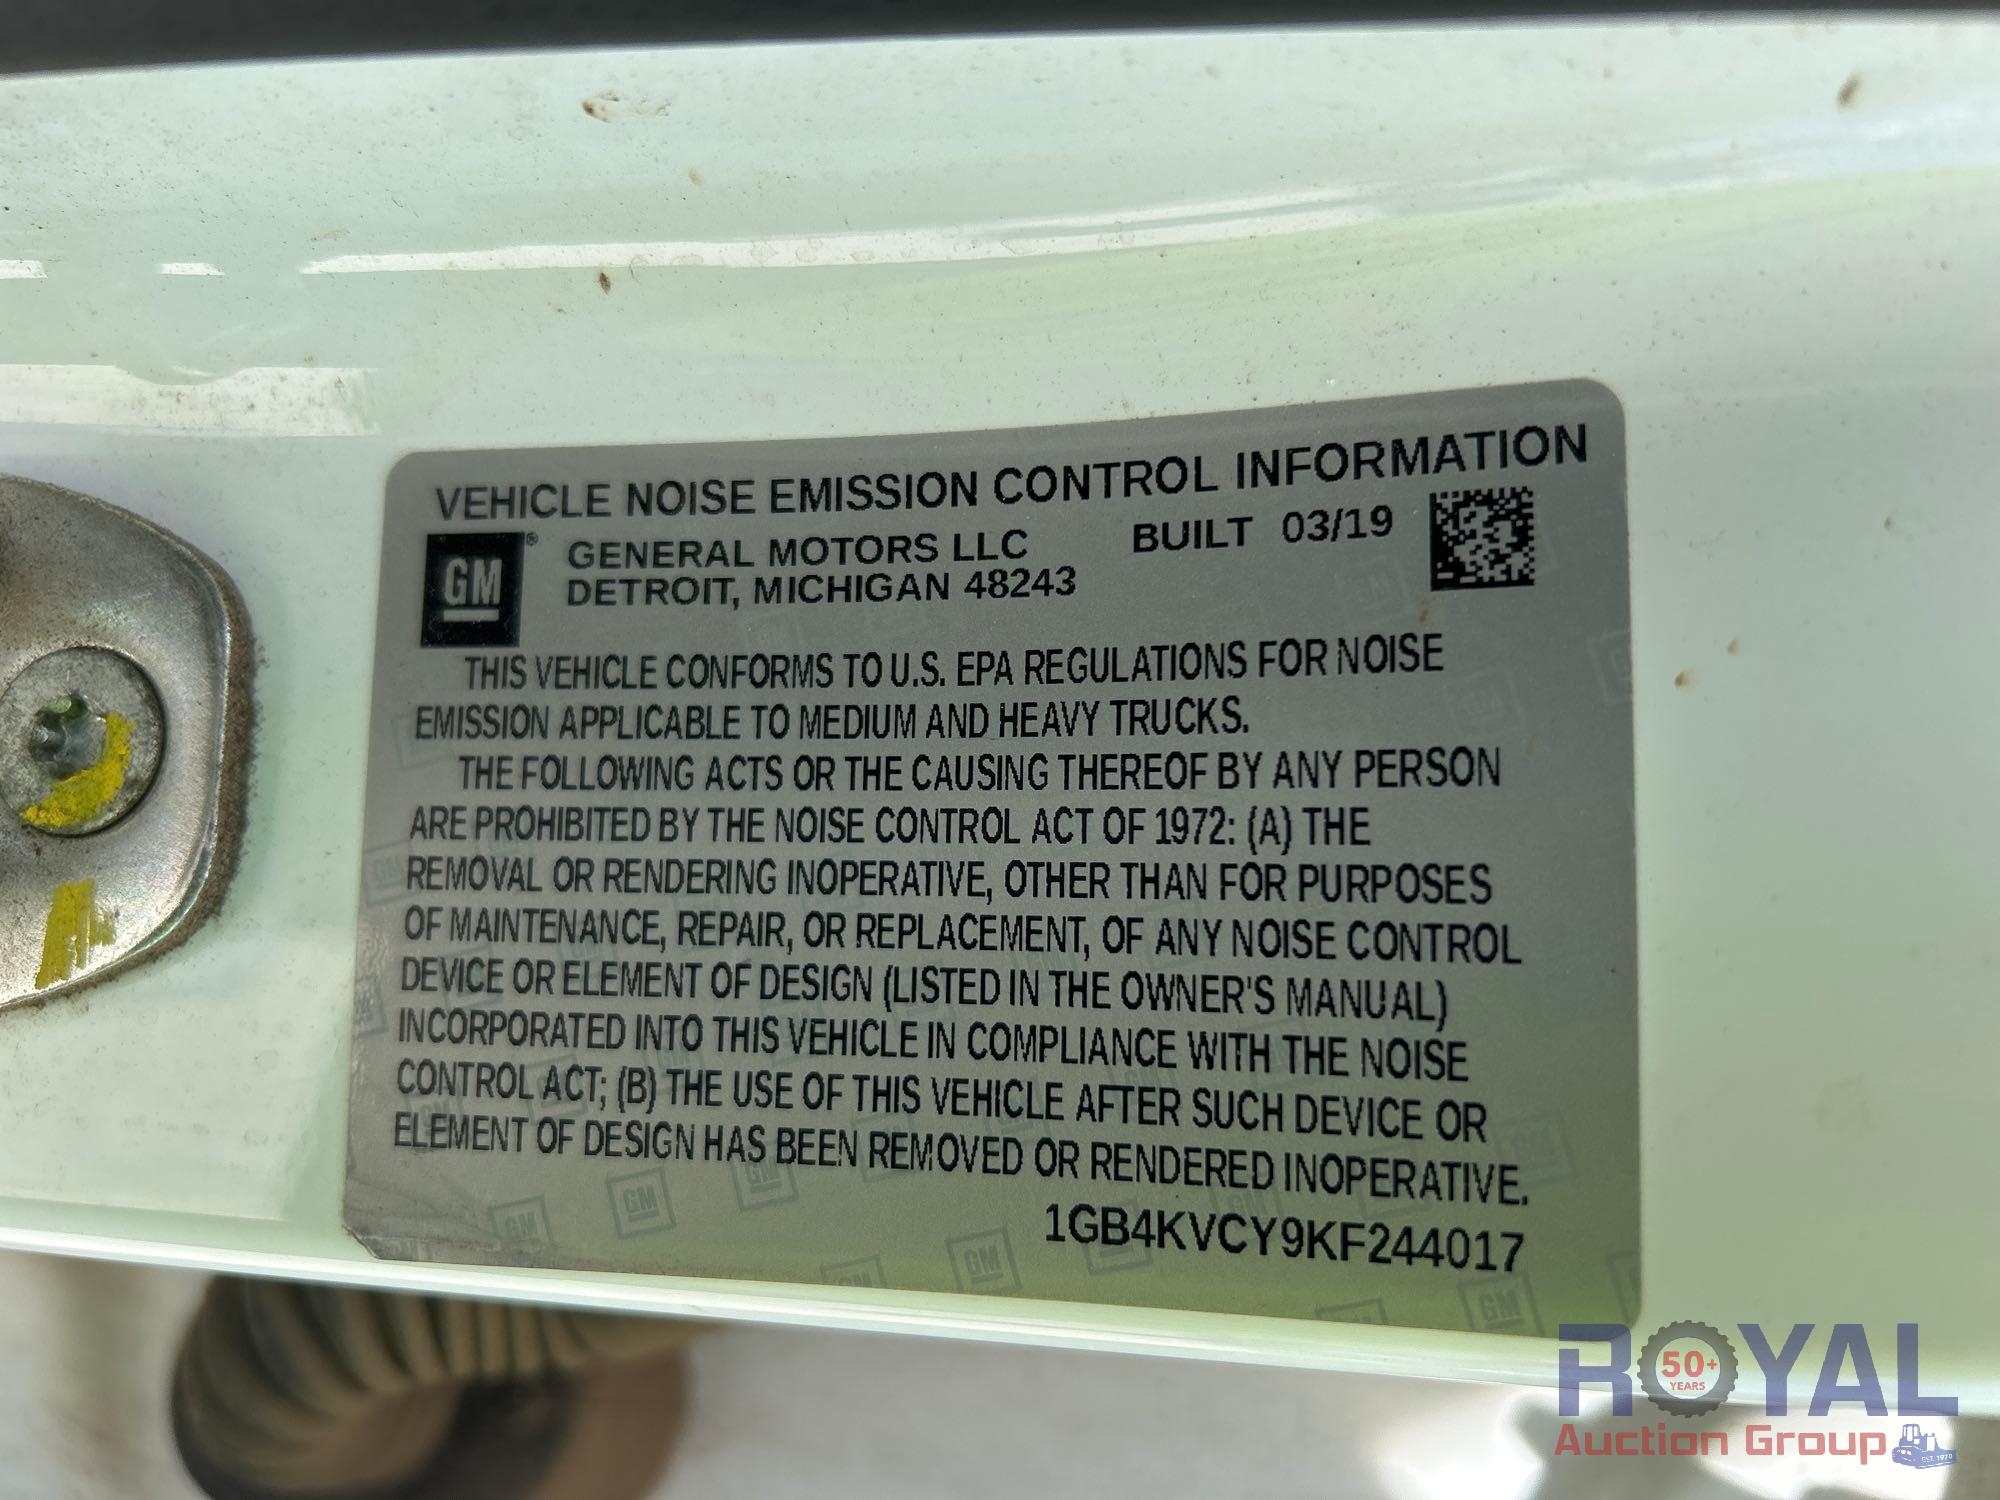 VEHICLE NOISE EMISSION CONTROL INFORMATION
GM® GENERAL MOTORS LLC BUILT 03/19
DETROIT, MICHIGAN 48243
THIS VEHICLE CONFORMS TO U.S. EPA REGULATIONS FOR NOISE
EMISSION APPLICABLE TO MEDIUM AND HEAVY TRUCKS.
THE FOLLOWING ACTS OR THE CAUSING THEREOF BY ANY PERSON
ARE PROHIBITED BY THE NOISE CONTROL ACT OF 1972: (A) THE
REMOVAL OR RENDERING INOPERATIVE, OTHER THAN FOR PURPOSES
OF MAINTENANCE, REPAIR, OR REPLACEMENT, OF ANY NOISE CONTROL
DEVICE OR ELEMENT OF DESIGN (LISTED IN THE OWNER'S MANUAL)
INCORPORATED INTO THIS VEHICLE IN COMPLIANCE WITH THE NOISE
CONTROL ACT; (B) THE USE OF THIS VEHICLE AFTER SUCH DEVICE OR
ELEMENT OF DESIGN HAS BEEN REMOVED OR RENDERED INOPERATIVE.
1GB4KVCY9KF244017
ROYAL
50+
YEARS
Auction Group
EST. 1970